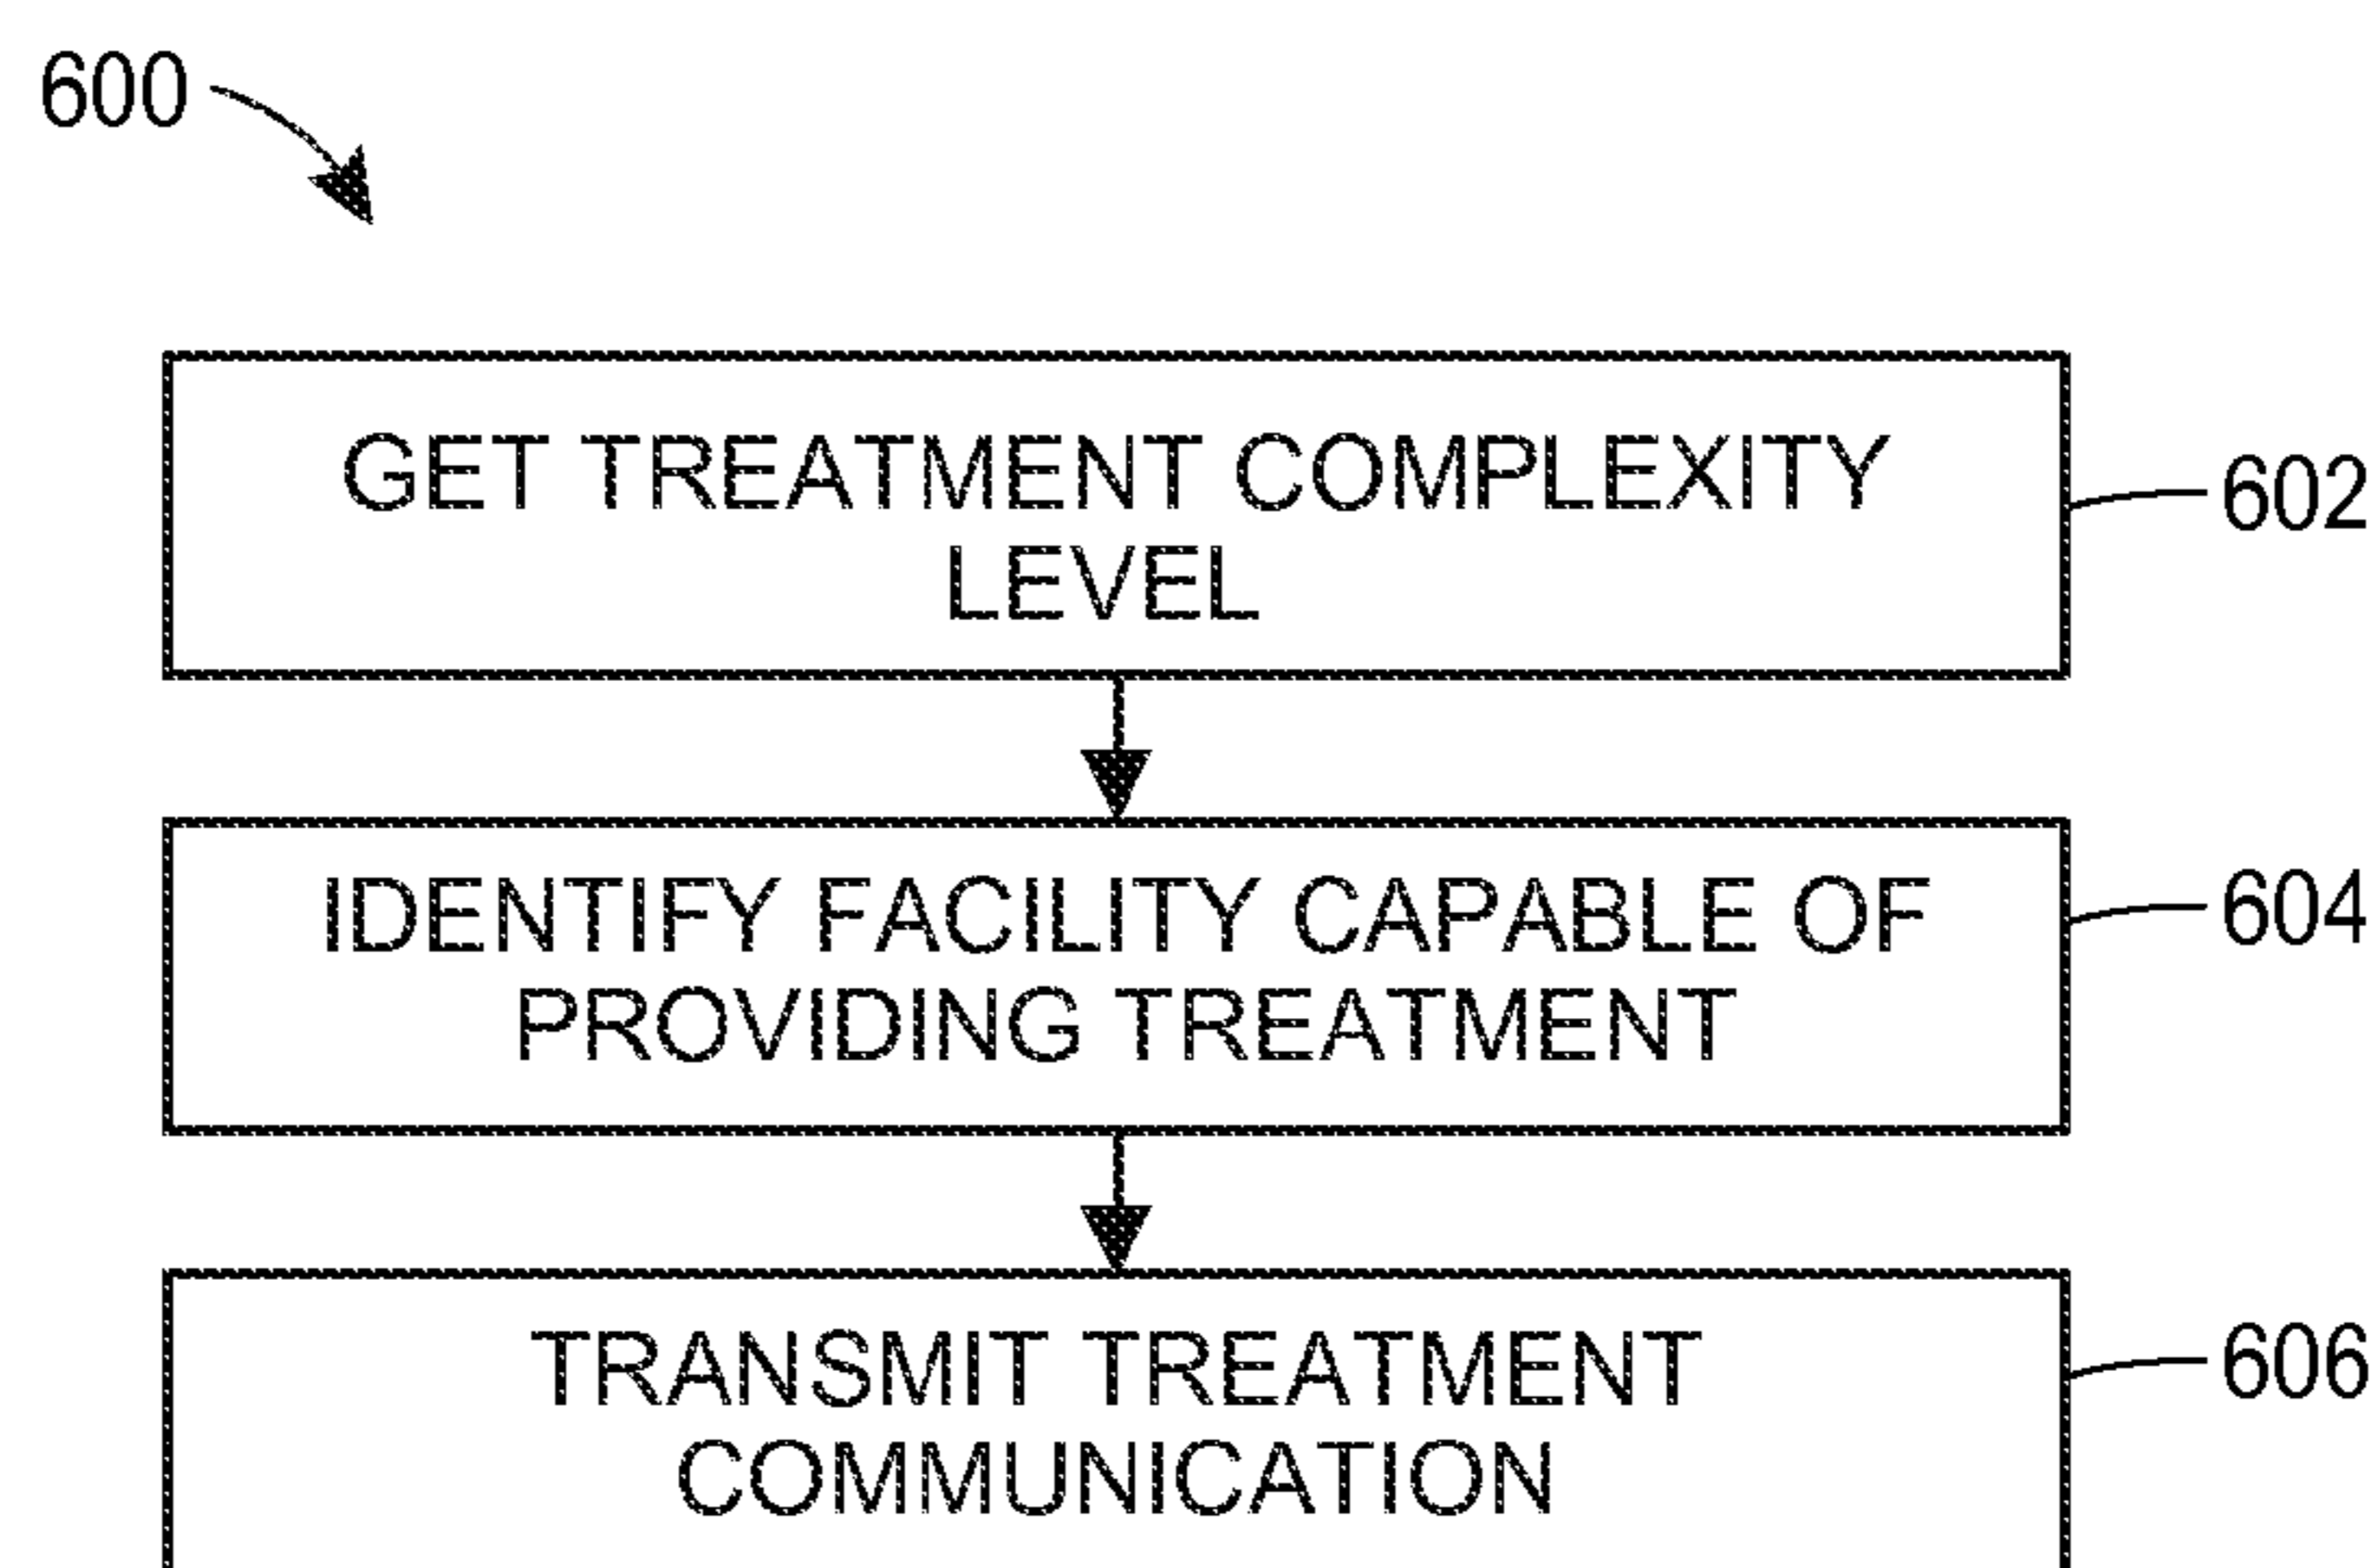 600
GET TREATMENT COMPLEXITY
LEVEL
602
IDENTIFY FACILITY CAPABLE OF
PROVIDING TREATMENT
604
TRANSMIT TREATMENT
COMMUNICATION
606